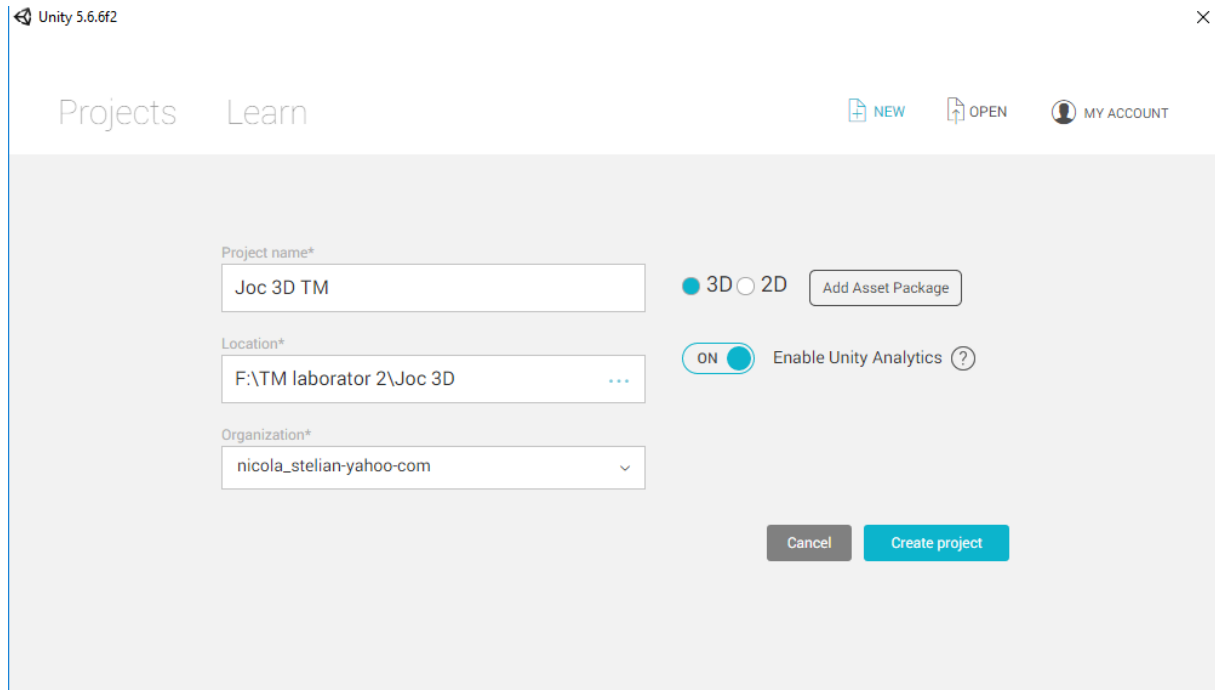 Unity 5.6.6f2
Projects Learn NEW OPEN MY ACCOUNT
Project name*
Joc 3D TM
3D 2D Add Asset Package
Location*
F:\TM laborator 2\Joc 3D ...
ON Enable Unity Analytics ?
Organization*
nicola_stelian-yahoo-com
Cancel Create project